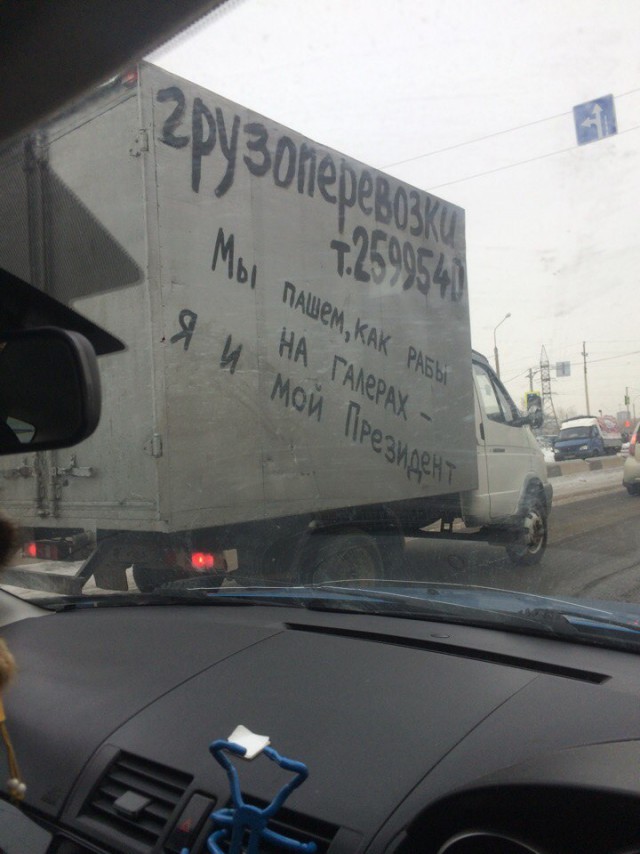 грузоперевозки
т.2599540
Мы пашем, как рабы
на галерах –
Я и мой Президент